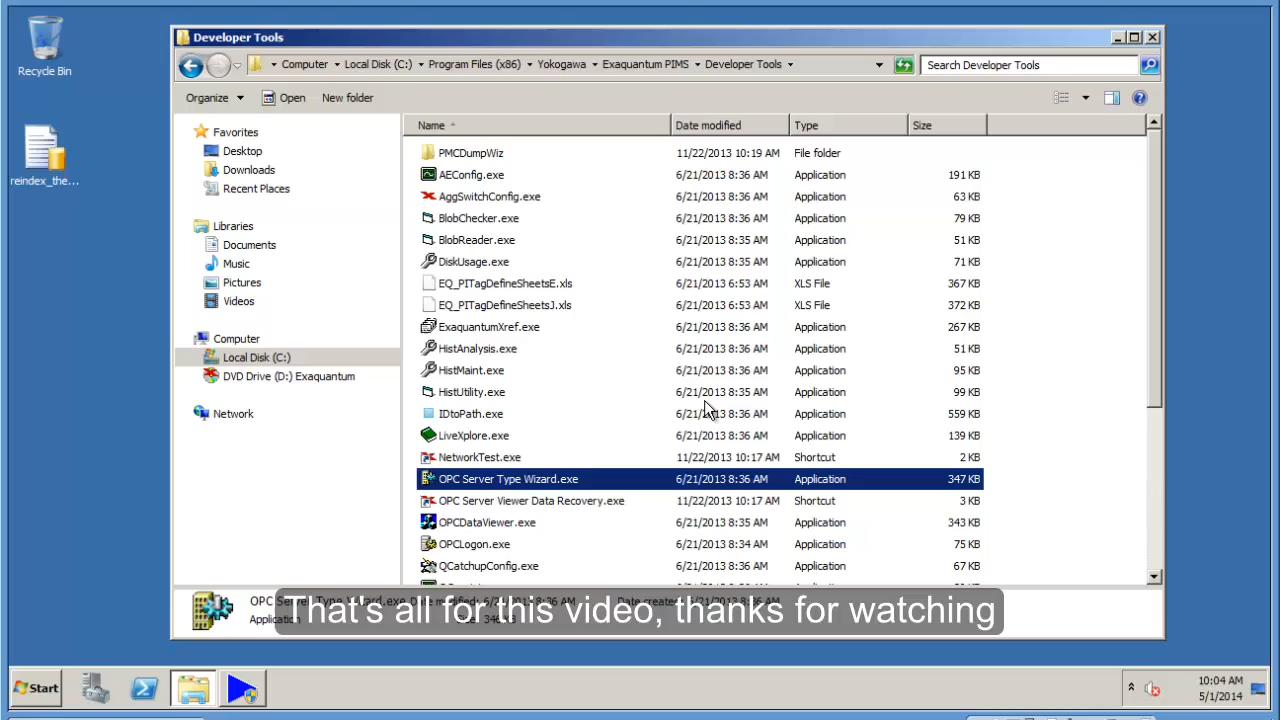 Recycle Bin
reindex_the...
Developer Tools
Computer
Local Disk (C:)
Program Files (x86)
Yokogawa
Exaquantum PIMS
Developer Tools
Search Developer Tools
Organize
Open
New folder
Favorites
Desktop
Downloads
Recent Places
Libraries
Documents
Music
Pictures
Videos
Computer
Local Disk (C:)
DVD Drive (D:) Exaquantum
Network
Name Date modified Type Size
PMCDumpWiz 11/22/2013 10:19 AM File folder
AEConfig.exe 6/21/2013 8:36 AM Application 191 KB
AggSwitchConfig.exe 6/21/2013 8:36 AM Application 63 KB
BlobChecker.exe 6/21/2013 8:36 AM Application 79 KB
BlobReader.exe 6/21/2013 8:35 AM Application 51 KB
DiskUsage.exe 6/21/2013 8:36 AM Application 71 KB
EQ_PITagDefineSheetsE.xls 6/21/2013 6:53 AM XLS File 367 KB
EQ_PITagDefineSheetsJ.xls 6/21/2013 6:53 AM XLS File 372 KB
ExaquantumXref.exe 6/21/2013 8:36 AM Application 267 KB
HistAnalysis.exe 6/21/2013 8:36 AM Application 51 KB
HistMaint.exe 6/21/2013 8:36 AM Application 95 KB
HistUtility.exe 6/21/2013 8:35 AM Application 99 KB
IDtoPath.exe 6/21/2013 8:36 AM Application 559 KB
LiveXplore.exe 6/21/2013 8:36 AM Application 139 KB
NetworkTest.exe 11/22/2013 10:17 AM Shortcut 2 KB
OPC Server Type Wizard.exe 6/21/2013 8:36 AM Application 347 KB
OPC Server Viewer Data Recovery.exe 11/22/2013 10:17 AM Shortcut 3 KB
OPCDataViewer.exe 6/21/2013 8:35 AM Application 343 KB
OPCLogon.exe 6/21/2013 8:34 AM Application 75 KB
QCatchupConfig.exe 6/21/2013 8:36 AM Application 67 KB
That's all for this video, thanks for watching
Application
Start
10:04 AM
5/1/2014